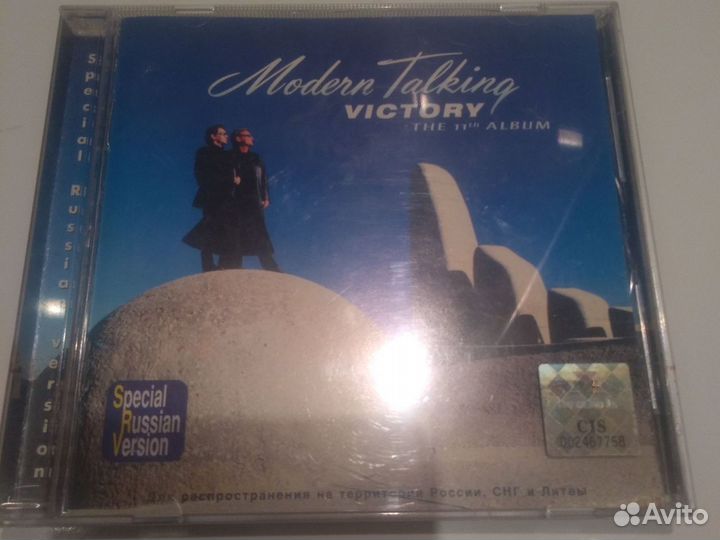 Special Russian version
Modern Talking
VICTORY
THE 11TH ALBUM
Special
Russian
Version
CIS
002467758
распространения на территории России, СНГ и Литвы
Avito